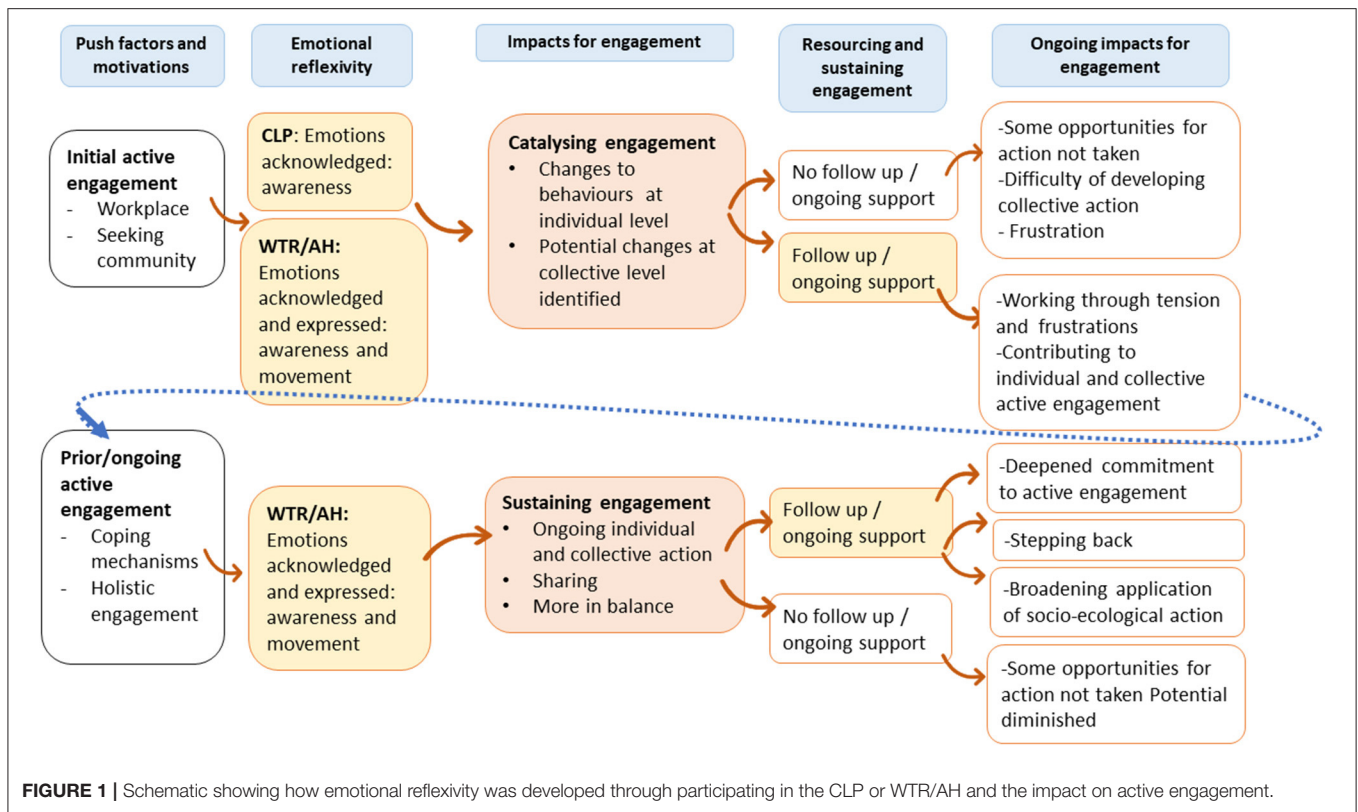 Push factors and
motivations
Emotional
reflexivity
Impacts for engagement
Resourcing and
sustaining
engagement
Ongoing impacts for
engagement
Initial active
engagement
- Workplace
- Seeking
community
CLP: Emotions
acknowledged:
awareness
WTR/AH:
Emotions
acknowledged
and expressed:
awareness and
movement
Catalysing engagement
• Changes to
behaviours at
individual level
• Potential changes at
collective level
identified
No follow up /
ongoing support
Follow up /
ongoing support
-Some opportunities for
action not taken
-Difficulty of developing
collective action
- Frustration
-Working through tension
and frustrations
-Contributing to
individual and collective
active engagement
Prior/ongoing
active
engagement
- Coping
mechanisms
- Holistic
engagement
WTR/AH:
Emotions
acknowledged
and expressed:
awareness and
movement
Sustaining engagement
• Ongoing individual
and collective action
• Sharing
• More in balance
Follow up /
ongoing support
No follow up /
ongoing support
-Deepened commitment
to active engagement
-Stepping back
-Broadening application
of socio-ecological action
-Some opportunities for
action not taken Potential
diminished
FIGURE 1 | Schematic showing how emotional reflexivity was developed through participating in the CLP or WTR/AH and the impact on active engagement.